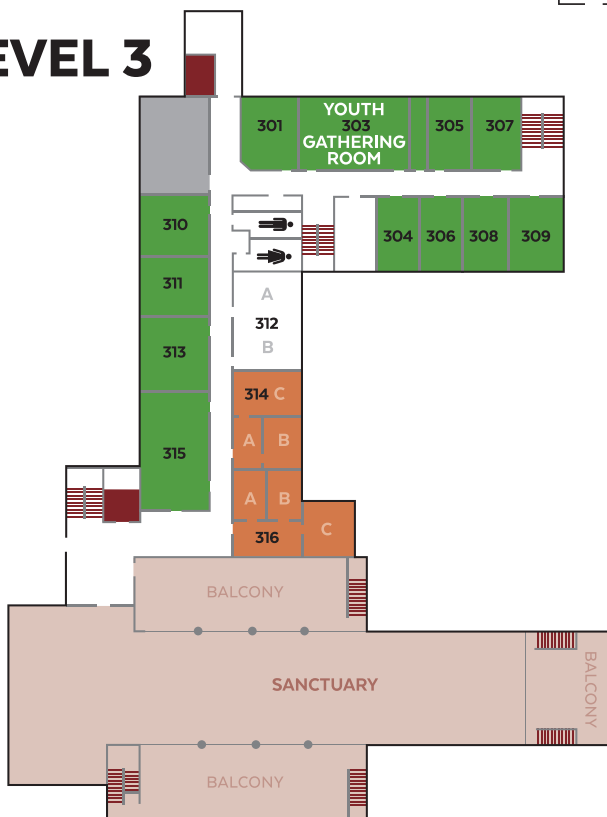 EVEL 3
301
YOUTH
303
GATHERING
ROOM
305
307
310
304
306
308
309
311
A
312
B
313
314 C
A
B
315
A
B
C
316
BALCONY
SANCTUARY
BALCONY
BALCONY